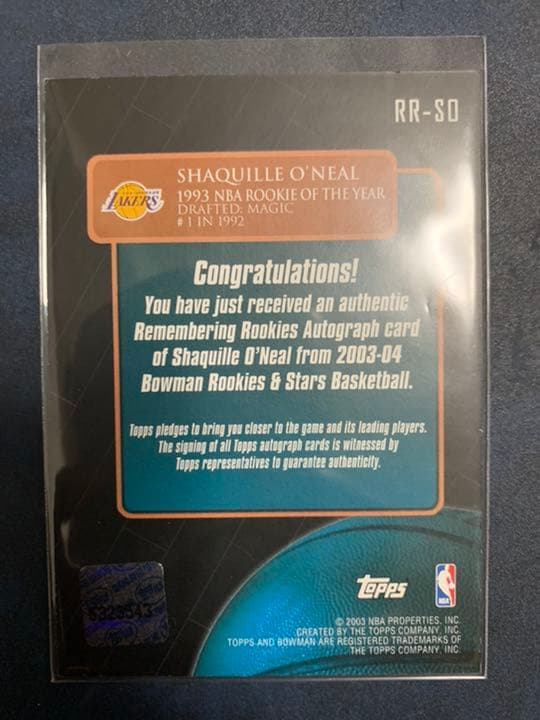 RR-SO
SHAQUILLE O'NEAL
1993 NBA ROOKIE OF THE YEAR
DRAFTED: MAGIC
#1 IN 1992
LAKERS
Congratulations!
You have just received an authentic
Remembering Rookies Autograph card
of Shaquille O'Neal from 2003-04
Bowman Rookies & Stars Basketball.
Topps pledges to bring you closer to the game and its leading players.
The signing of all Topps autograph cards is witnessed by
Topps representatives to guarantee authenticity.
Topps
NBA
© 2003 NBA PROPERTIES, INC.
CREATED BY THE TOPPS COMPANY, INC.
TOPPS AND BOWMAN ARE REGISTERED TRADEMARKS OF
THE TOPPS COMPANY, INC.